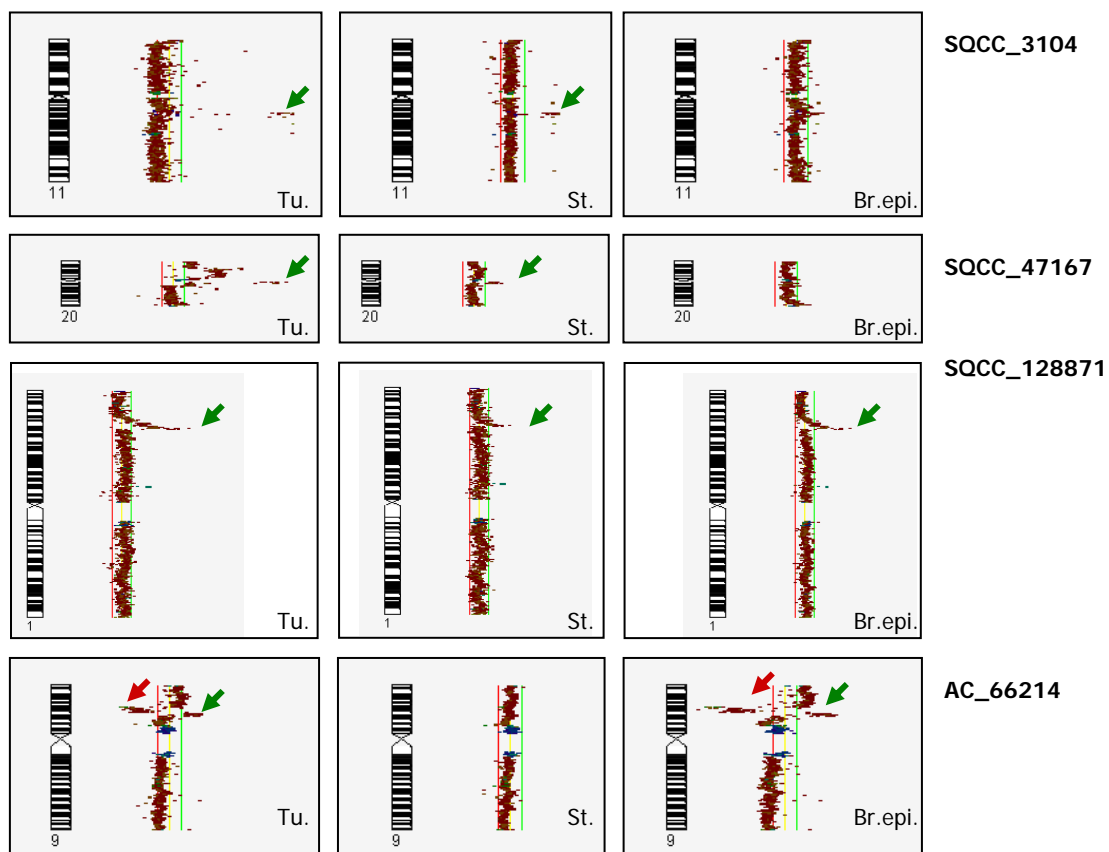 SQCC_3104
11
Tu.
11
St.
11
Br.epi.
SQCC_47167
20
Tu.
20
St.
20
Br.epi.
SQCC_128871
1
Tu.
1
St.
1
Br.epi.
AC_66214
9
Tu.
9
St.
9
Br.epi.